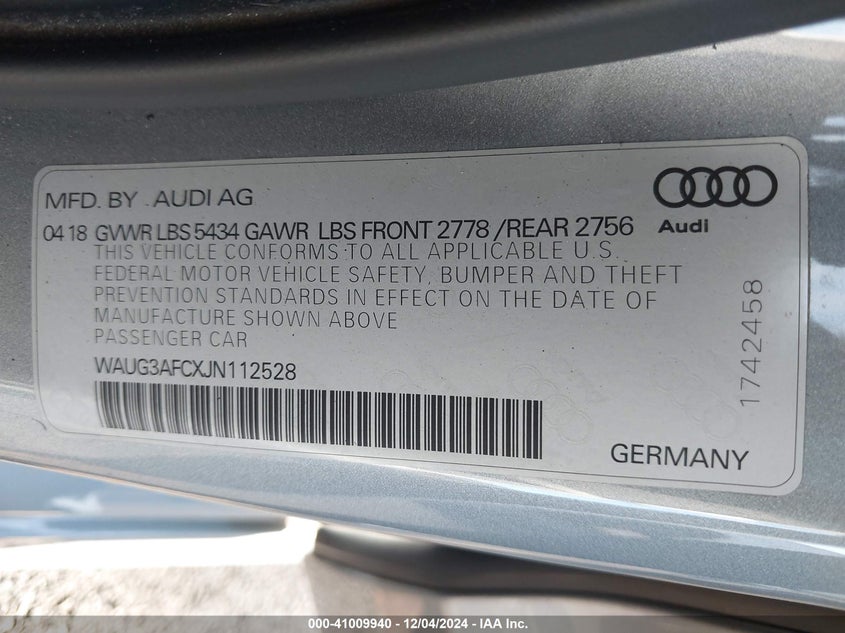 MFD. BY AUDI AG
Audi
04 18 GVWR LBS 5434 GAWR LBS FRONT 2778 /REAR 2756
THIS VEHICLE CONFORMS TO ALL APPLICABLE U.S.
FEDERAL MOTOR VEHICLE SAFETY, BUMPER AND THEFT
PREVENTION STANDARDS IN EFFECT ON THE DATE OF
MANUFACTURE SHOWN ABOVE
PASSENGER CAR
WAUG3AFCXJN112528
1742458
GERMANY
000-41009940 - 12/04/2024 - IAA Inc.